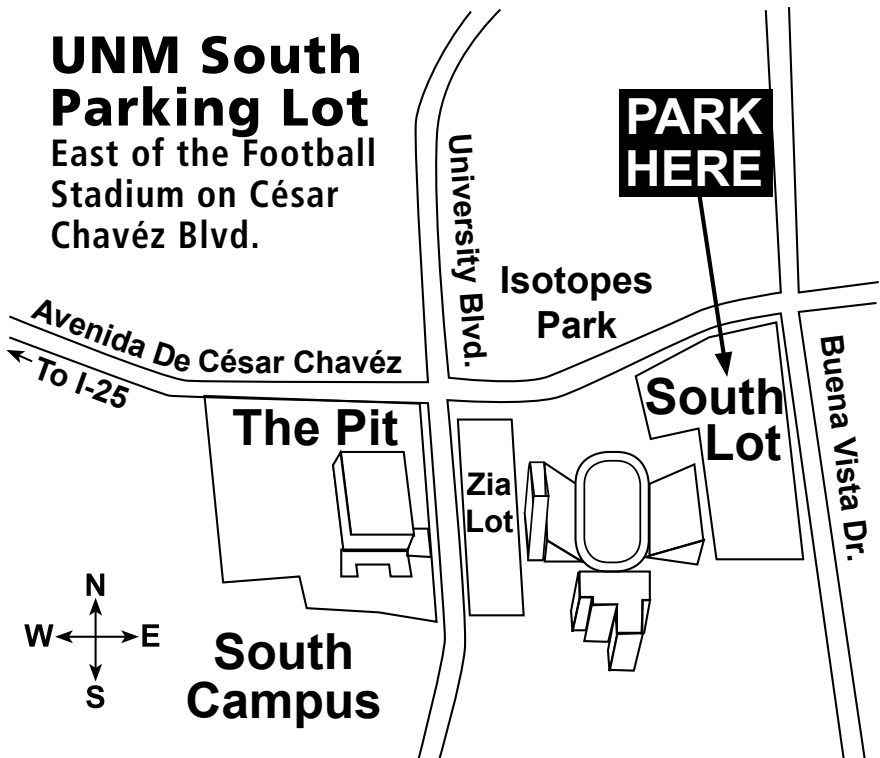 UNM South
Parking Lot
East of the Football
Stadium on César
Chavéz Blvd.
PARK
HERE
University Blvd.
Isotopes
Park
Avenida De César Chavéz
To I-25
The Pit
South
Lot
Buena Vista Dr.
Zia
Lot
N
W E
S
South
Campus